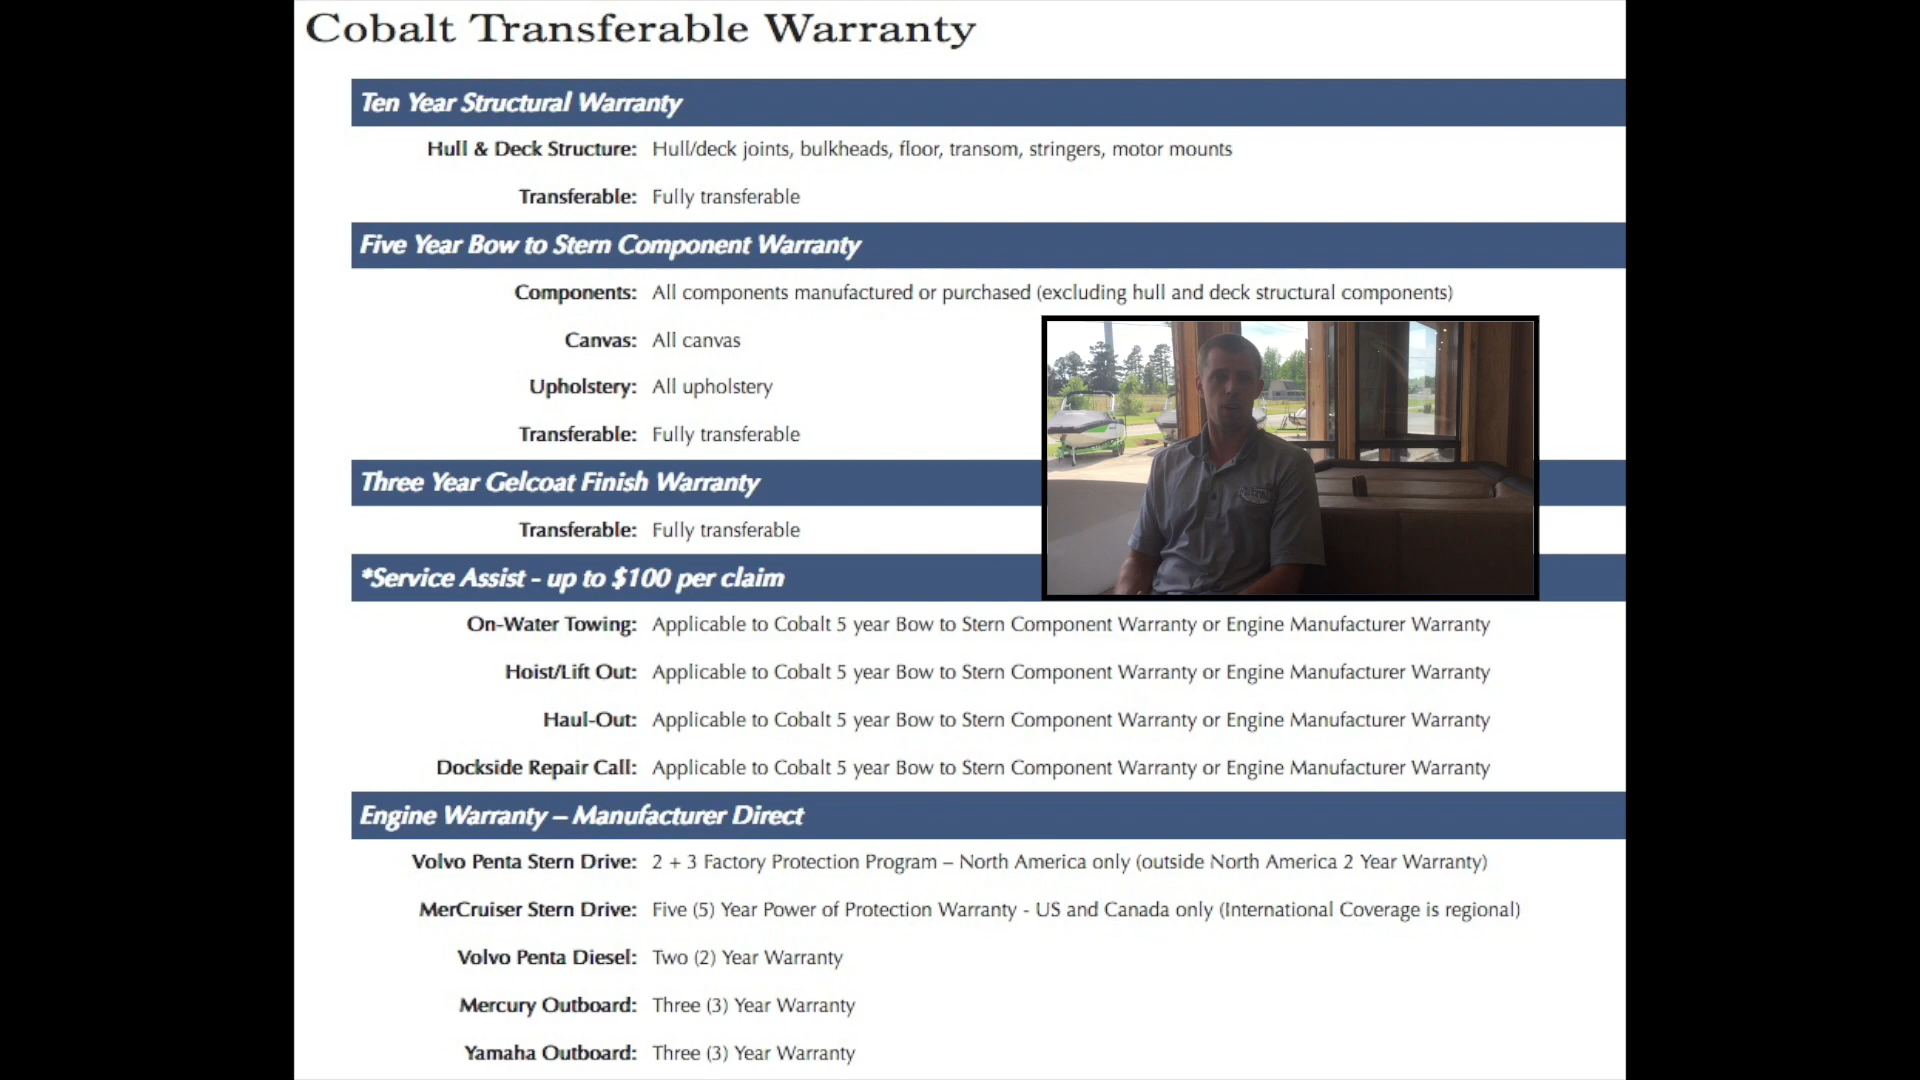 Cobalt Transferable Warranty
Ten Year Structural Warranty
Hull & Deck Structure: Hull/deck joints, bulkheads, floor, transom, stringers, motor mounts
Transferable: Fully transferable
Five Year Bow to Stern Component Warranty
Components: All components manufactured or purchased (excluding hull and deck structural components)
Canvas: All canvas
Upholstery: All upholstery
Transferable: Fully transferable
Three Year Gelcoat Finish Warranty
Transferable: Fully transferable
*Service Assist - up to $100 per claim
On-Water Towing: Applicable to Cobalt 5 year Bow to Stern Component Warranty or Engine Manufacturer Warranty
Hoist/Lift Out: Applicable to Cobalt 5 year Bow to Stern Component Warranty or Engine Manufacturer Warranty
Haul-Out: Applicable to Cobalt 5 year Bow to Stern Component Warranty or Engine Manufacturer Warranty
Dockside Repair Call: Applicable to Cobalt 5 year Bow to Stern Component Warranty or Engine Manufacturer Warranty
Engine Warranty – Manufacturer Direct
Volvo Penta Stern Drive: 2 + 3 Factory Protection Program – North America only (outside North America 2 Year Warranty)
MerCruiser Stern Drive: Five (5) Year Power of Protection Warranty - US and Canada only (International Coverage is regional)
Volvo Penta Diesel: Two (2) Year Warranty
Mercury Outboard: Three (3) Year Warranty
Yamaha Outboard: Three (3) Year Warranty